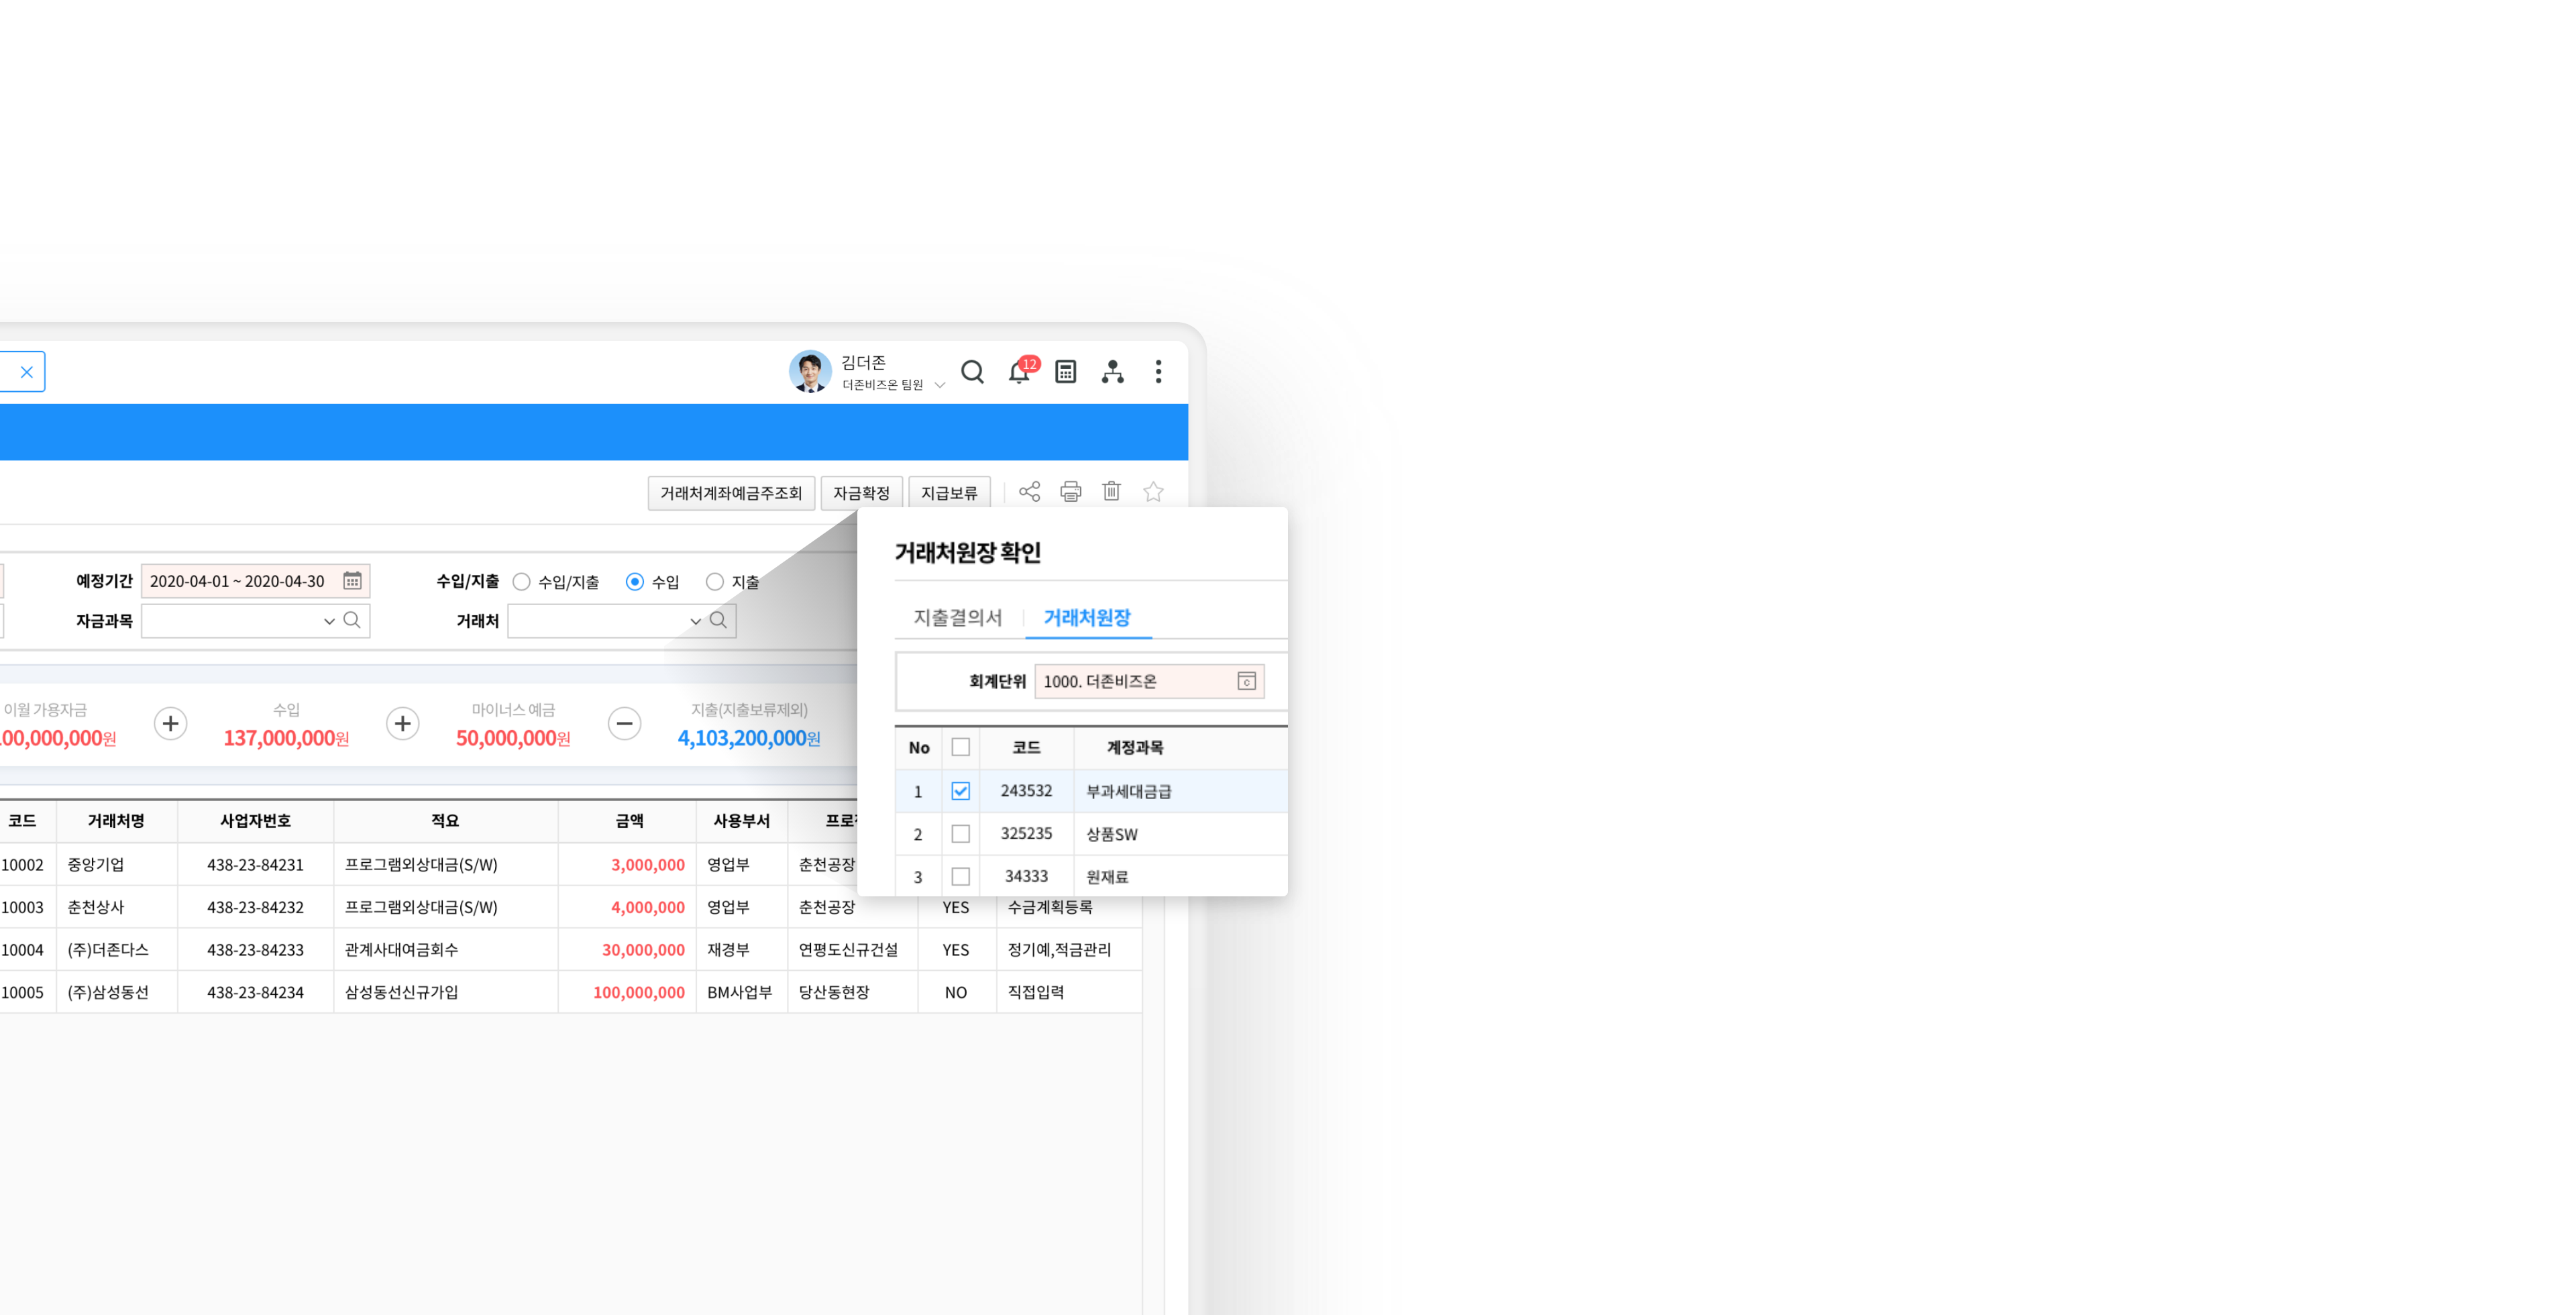 김더존
12
더존비즈온 팀원
거래처계좌예금주조회 자금확정 지급보류
예정기간 2020-04-01 ~ 2020-04-30 수입/지출 수입/지출 수입 지출
자금과목 거래처
이월 가용자금 수입 마이너스 예금 지출(지출보류제외)
00,000,000원 137,000,000원 50,000,000원 4,103,200,000원
코드 거래처명 사업자번호 적요 금액 사용부서
10002 중앙기업 438-23-84231 프로그램외상대금(S/W) 3,000,000 영업부 춘천공장
10003 춘천상사 438-23-84232 프로그램외상대금(S/W) 4,000,000 영업부 춘천공장 YES 수금계획등록
10004 (주)더존다스 438-23-84233 관계사대여금회수 30,000,000 재경부 연평도신규건설 YES 정기예,적금관리
10005 (주)삼성동선 438-23-84234 삼성동선신규가입 100,000,000 BM사업부 당산동현장 NO 직접입력
거래처원장 확인
지출결의서 거래처원장
회계단위 1000. 더존비즈온
No 코드 계정과목
1 243532 부과세대금급
2 325235 상품SW
3 34333 원재료